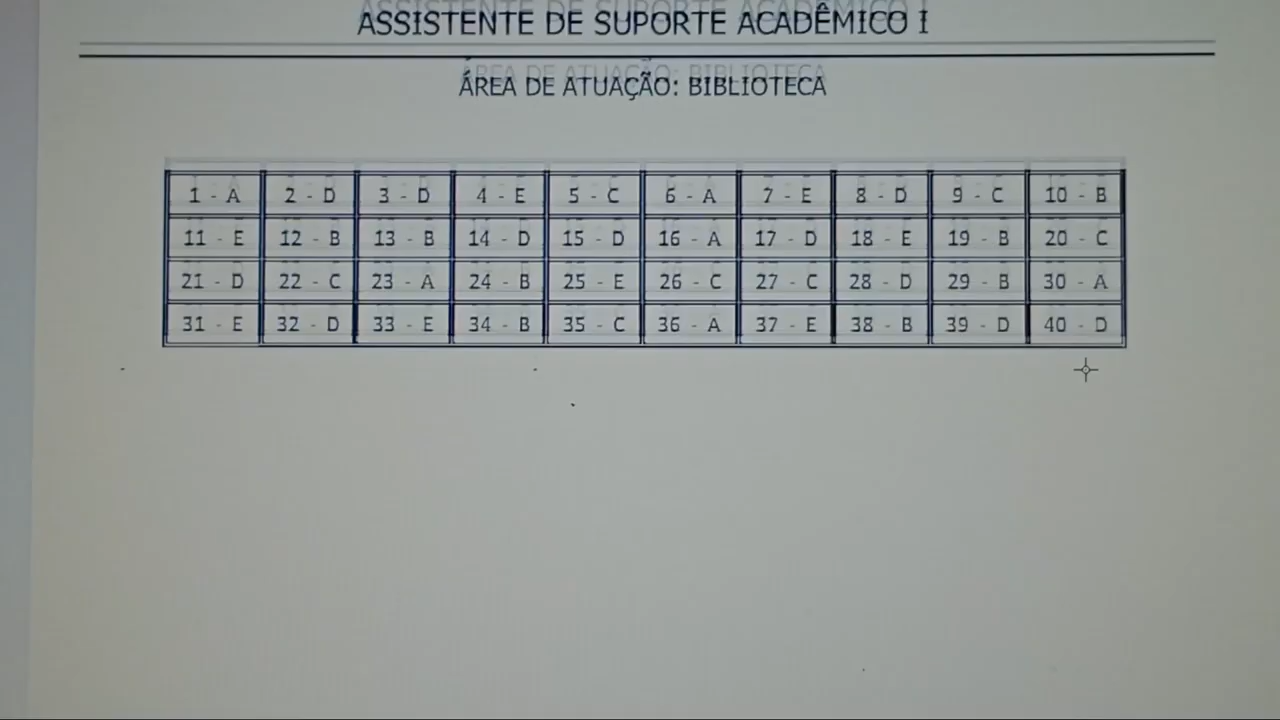 ASSISTENTE DE SUPORTE ACADÊMICO I
ÁREA DE ATUAÇÃO: BIBLIOTECA
1 - A 2 - D 3 - D 4 - E 5 - C 6 - A 7 - E 8 - D 9 - C 10 - B
11 - E 12 - B 13 - B 14 - D 15 - D 16 - A 17 - D 18 - E 19 - B 20 - C
21 - D 22 - C 23 - A 24 - B 25 - E 26 - C 27 - C 28 - D 29 - B 30 - A
31 - E 32 - D 33 - E 34 - B 35 - C 36 - A 37 - E 38 - B 39 - D 40 - D